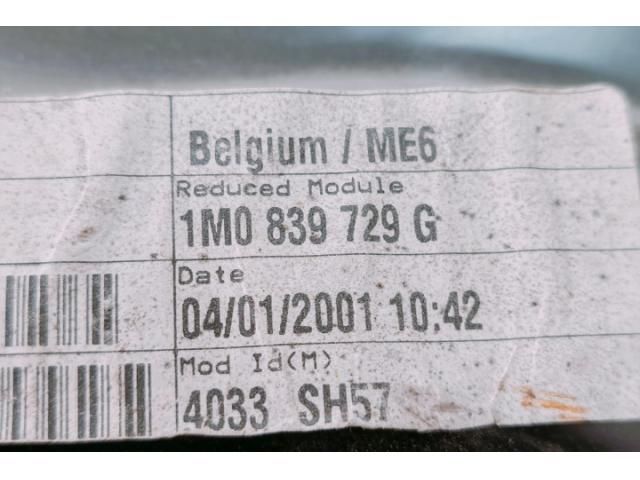 Belgium / ME6
Reduced Module
1M0 839 729 G
Date
04/01/2001 10:42
Mod Id(M)
4033 SH57